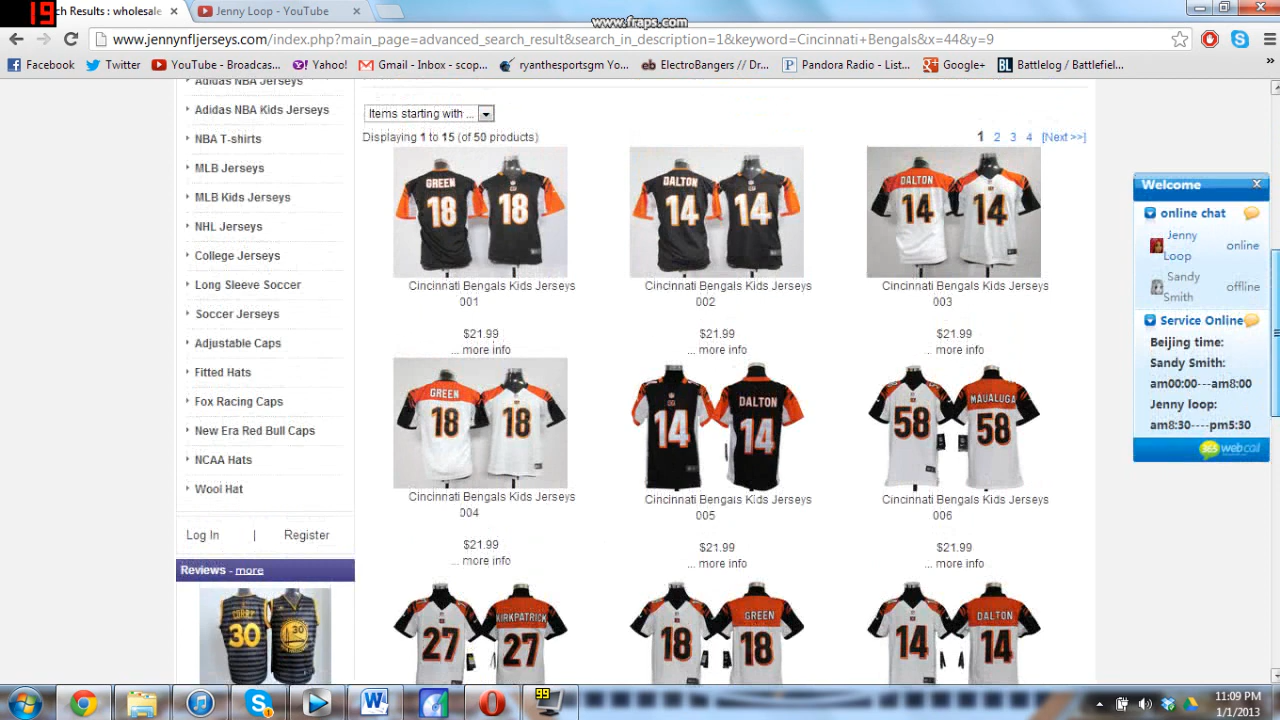 19
ch Results : wholesale
Jenny Loop - YouTube
www.fraps.com
www.jennynfljerseys.com/index.php?main_page=advanced_search_result&search_in_description=1&keyword=Cincinnati+Bengals&x=44&y=9
Facebook
Twitter
YouTube - Broadcas...
Yahoo!
Gmail - Inbox - scop...
ryanthesportsgm Yo...
ElectroBangers // Dr...
Pandora Radio - List...
Google+
Battlelog / Battlefiel...
Adidas NBA Jerseys
Adidas NBA Kids Jerseys
NBA T-shirts
MLB Jerseys
MLB Kids Jerseys
NHL Jerseys
College Jerseys
Long Sleeve Soccer
Soccer Jerseys
Adjustable Caps
Fitted Hats
Fox Racing Caps
New Era Red Bull Caps
NCAA Hats
Wool Hat
Log In | Register
Reviews - more
CURRY
30
30
Items starting with ...
Displaying 1 to 15 (of 50 products)
1 2 3 4 [Next >>]
GREEN
18
18
DALTON
14
14
DALTON
14
14
Cincinnati Bengals Kids Jerseys
001
Cincinnati Bengals Kids Jerseys
002
Cincinnati Bengals Kids Jerseys
003
$21.99
... more info
$21.99
... more info
$21.99
... more info
GREEN
18
18
14
DALTON
14
58
MAUALUGA
58
Cincinnati Bengals Kids Jerseys
004
Cincinnati Bengals Kids Jerseys
005
Cincinnati Bengals Kids Jerseys
006
$21.99
... more info
$21.99
... more info
$21.99
... more info
27
KIRKPATRICK
27
18
GREEN
18
14
DALTON
14
Welcome
online chat
Jenny
Loop
online
Sandy
Smith
offline
Service Online
Beijing time:
Sandy Smith:
am00:00---am8:00
Jenny loop:
am8:30----pm5:30
webcall
99
11:09 PM
1/1/2013